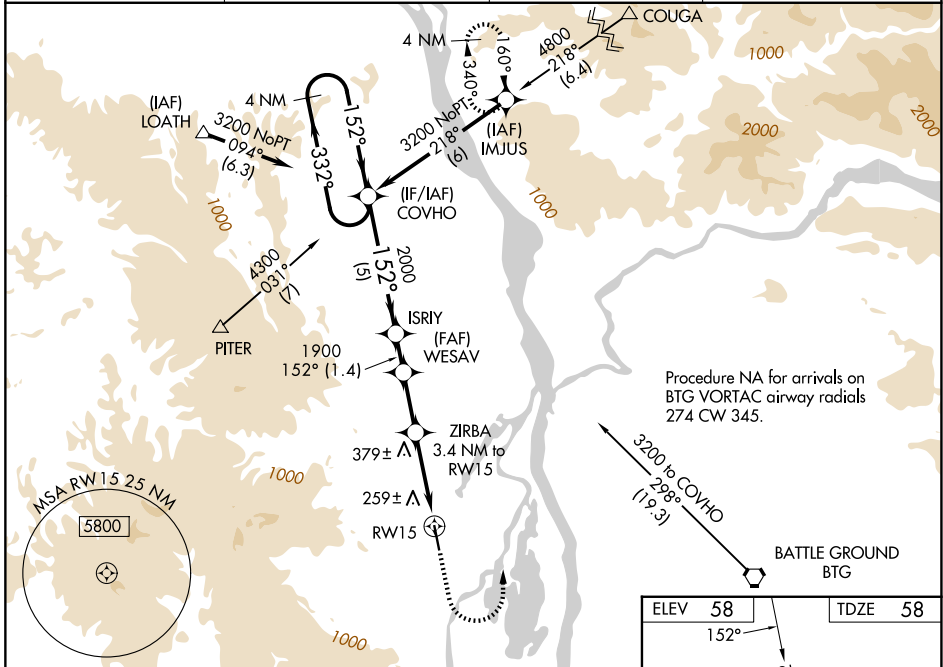 COUGA
4 NM
160°
340°
4800
218°
(6.4)
1000
(IAF)
LOATH
4 NM
3200 NoPT
094°
(6.3)
152°
332°
3200 NoPT
218°
(6)
(IAF)
IMJUS
2000
2000
1000
1000
(IF/IAF)
COVHO
4300
031°
(7)
PITER
2000
152°
(5)
ISRIY
(FAF)
WESAV
1900
152° (1.4)
Procedure NA for arrivals on
BTG VORTAC airway radials
274 CW 345.
ZIRBA
3.4 NM to
RW15
379±
259±
RW15
1000
3200 to COVHO
298°
(19.3)
MSA RW15 25 NM
5800
BATTLE GROUND
BTG
1000
ELEV 58
TDZE 58
152°